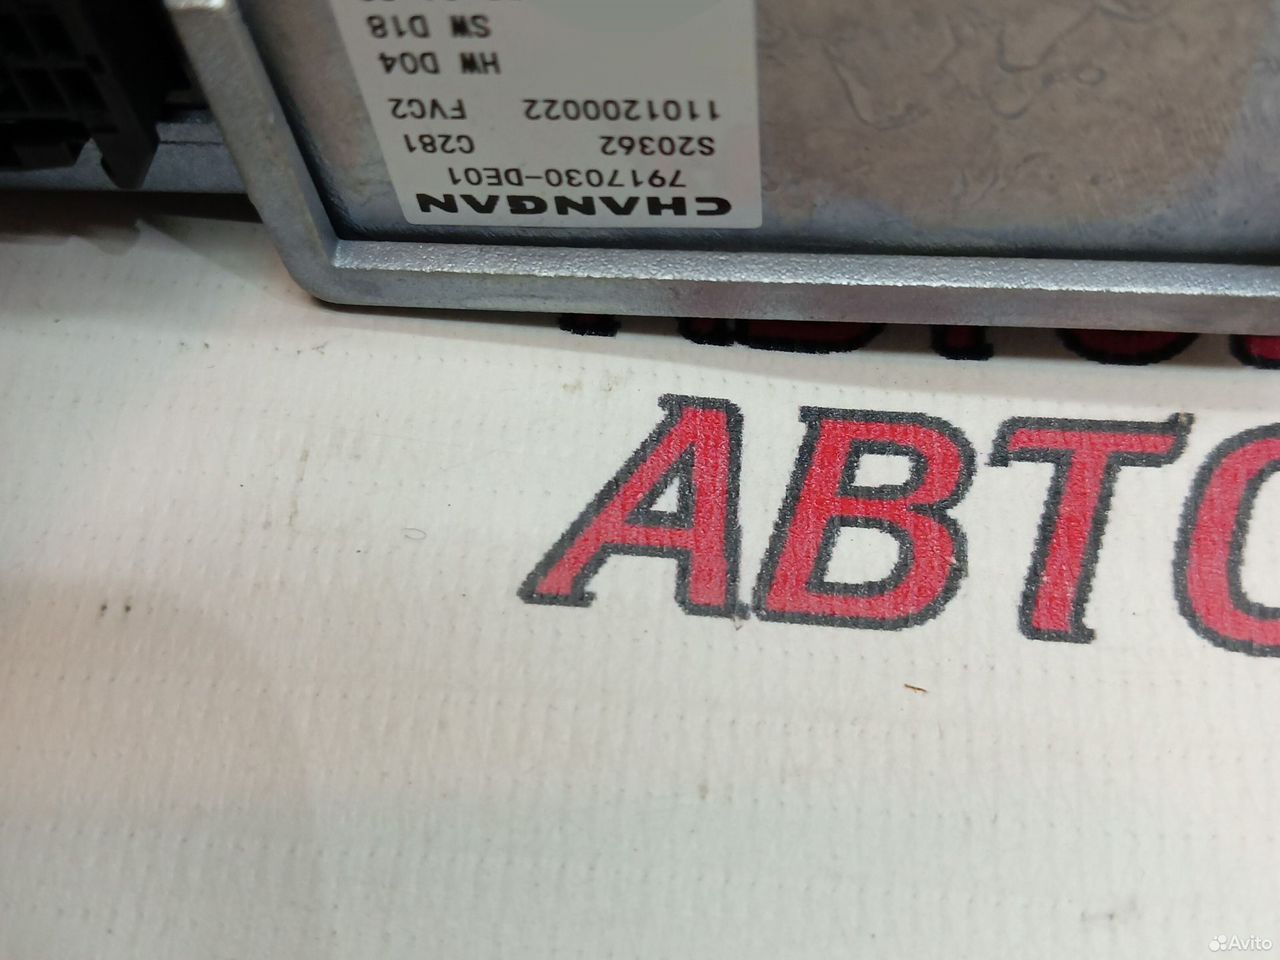 CHANGAN
7917030-DE01
S20362 C281
1101200022 FVC2
HW D04
SW D18
АВТО
Avito